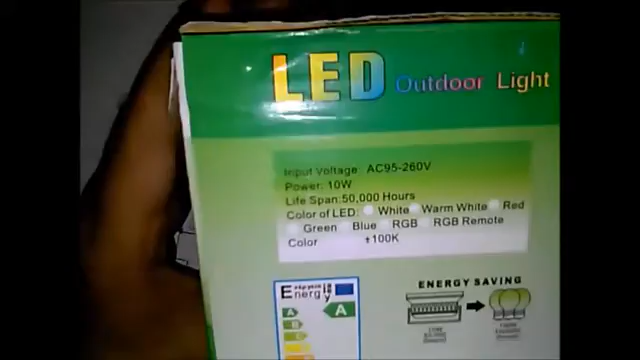 LED Outdoor Light
Input Voltage: AC95-260V
Power: 10W
Life Span:50,000 Hours
Color of LED: White Warm White Red
Green Blue RGB RGB Remote
Color ±100K
Energy
A
A
B
C
ENERGY SAVING